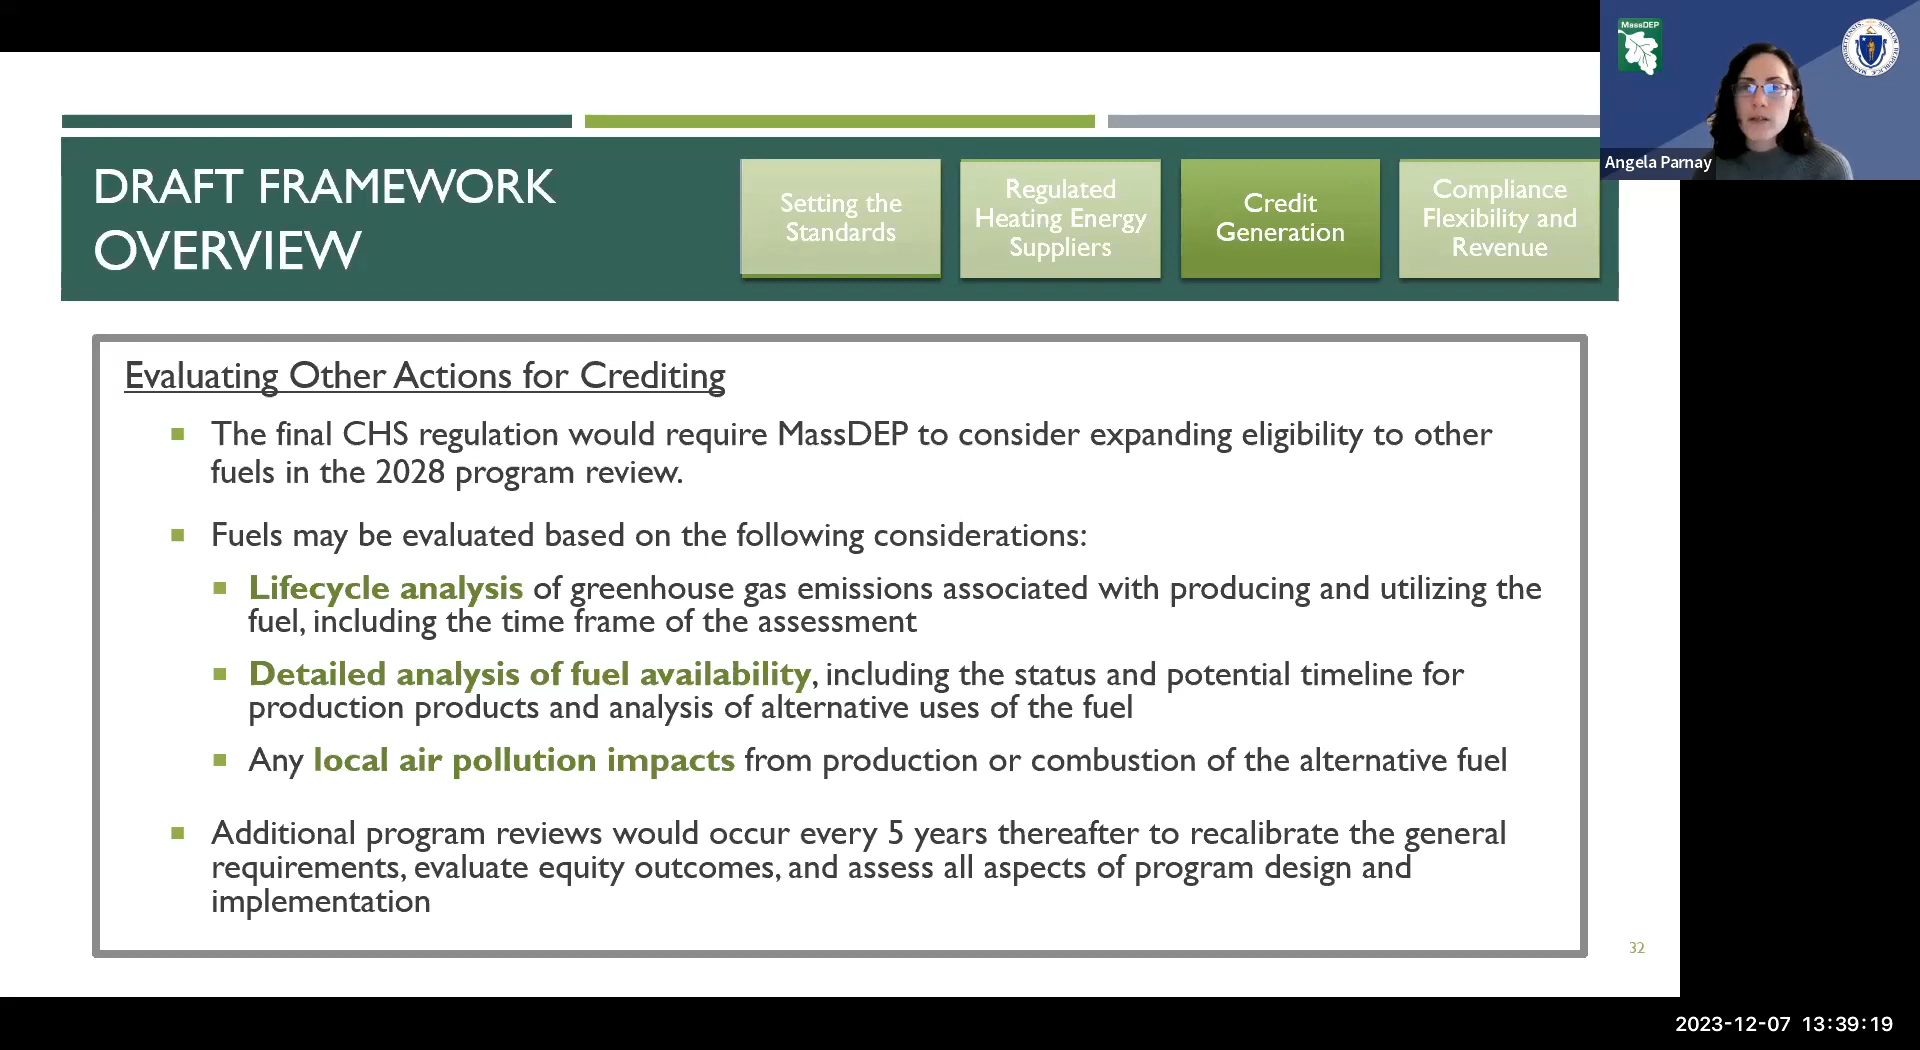 MassDEP
Angela Parnay
DRAFT FRAMEWORK
OVERVIEW
Setting the
Standards
Regulated
Heating Energy
Suppliers
Credit
Generation
Compliance
Flexibility and
Revenue
Evaluating Other Actions for Crediting
The final CHS regulation would require MassDEP to consider expanding eligibility to other
fuels in the 2028 program review.
Fuels may be evaluated based on the following considerations:
Lifecycle analysis of greenhouse gas emissions associated with producing and utilizing the
fuel, including the time frame of the assessment
Detailed analysis of fuel availability, including the status and potential timeline for
production products and analysis of alternative uses of the fuel
Any local air pollution impacts from production or combustion of the alternative fuel
Additional program reviews would occur every 5 years thereafter to recalibrate the general
requirements, evaluate equity outcomes, and assess all aspects of program design and
implementation
32
2023-12-07 13:39:19